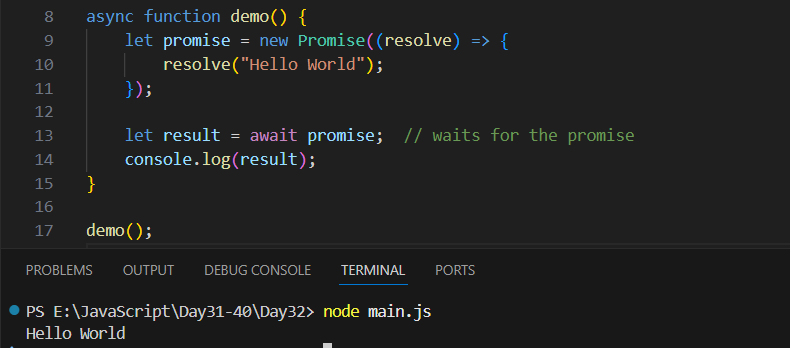 8 async function demo() {
9 let promise = new Promise((resolve) => {
10 resolve("Hello World");
11 });
12
13 let result = await promise; // waits for the promise
14 console.log(result);
15 }
16
17 demo();
PROBLEMS OUTPUT DEBUG CONSOLE TERMINAL PORTS
PS E:\JavaScript\Day31-40\Day32> node main.js
Hello World